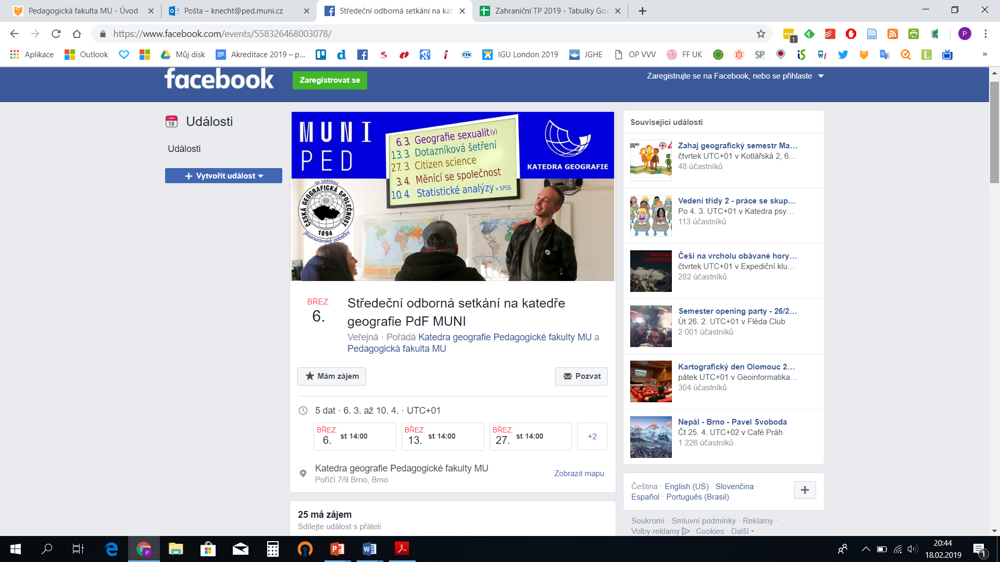 Pedagogická fakulta MU - Úvod
Pošta – knecht@ped.muni.cz
Středeční odborná setkání na kat
Zahraniční TP 2019 - Tabulky Goo
https://www.facebook.com/events/558326468003078/
1
P
Aplikace
Outlook
Můj disk
Akreditace 2019 – p...
IGU London 2019
JGHE
OP VVV
FF UK
facebook
Zaregistrovat se
Zaregistrujte se na Facebook, nebo se přihlaste
18
Události
Události
+ Vytvořit událost
MUNI
PED
6. 3. Geografie sexualit(y)
13. 3. Dotazníková šetření
27. 3. Citizen science
3. 4. Měnící se společnost
10. 4. Statistické analýzy v SPSS
KATEDRA GEOGRAFIE
se záštitou
ČESKÁ GEOGRAFICKÁ SPOLEČNOST
1894
jihomoravské pobočky
BŘEZ.
6.
Středeční odborná setkání na katedře
geografie PdF MUNI
Veřejná · Pořádá Katedra geografie Pedagogické fakulty MU a
Pedagogická fakulta MU
Mám zájem
Pozvat
5 dat · 6. 3. až 10. 4. · UTC+01
BŘEZ.
6.
st 14:00
BŘEZ.
13.
st 14:00
BŘEZ.
27.
st 14:00
+2
Katedra geografie Pedagogické fakulty MU
Poříčí 7/9 Brno, Brno
Zobrazit mapu
25 má zájem
Sdílejte událost s přáteli
Související události
Zahaj geografický semestr Ma...
čtvrtek UTC+01 v Kotlářská 2, 6...
48 účastníků
Vedení třídy 2 - práce se skup...
Po 4. 3. UTC+01 v Katedra psy...
113 účastníků
Češi na vrcholu obávané hory...
čtvrtek UTC+01 v Expediční klu...
282 účastníků
Semester opening party - 26/2...
Út 26. 2. UTC+01 v Fléda Club
2 001 účastníků
Kartografický den Olomouc 2...
pátek UTC+01 v Geoinformatika...
304 účastníků
Nepál - Brno - Pavel Svoboda
Čt 25. 4. UTC+02 v Café Práh
1 226 účastníků
Čeština · English (US) · Slovenčina ·
Español · Português (Brasil)
Soukromí · Smluvní podmínky · Reklamy ·
Volby reklamy · Cookies · Další
20:44
18.02.2019
1